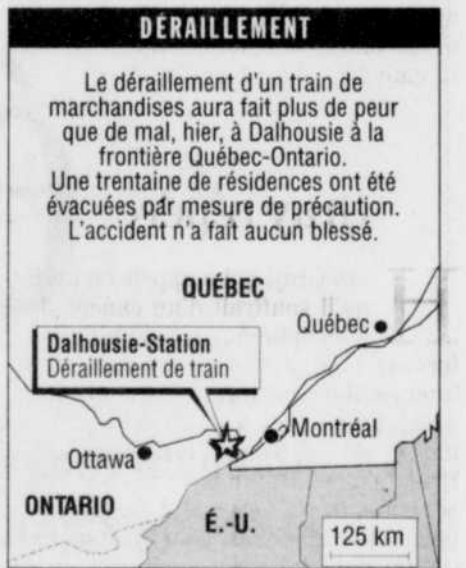 DÉRAILLEMENT
Le déraillement d'un train de
marchandises aura fait plus de peur
que de mal, hier, à Dalhousie à la
frontière Québec-Ontario.
Une trentaine de résidences ont été
évacuées par mesure de précaution.
L'accident n'a fait aucun blessé.
QUÉBEC
Québec
Dalhousie-Station
Déraillement de train
Montréal
Ottawa
ONTARIO
É.-U.
125 km